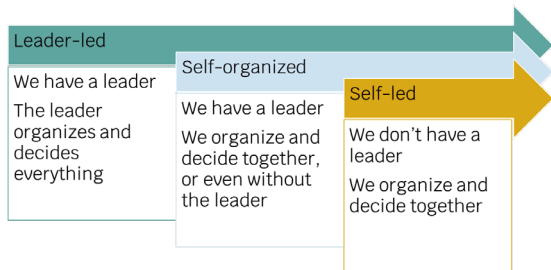 Leader-led
We have a leader
The leader
organizes and
decides
everything
Self-organized
We have a leader
We organize and
decide together,
or even without
the leader
Self-led
We don’t have a
leader
We organize and
decide together